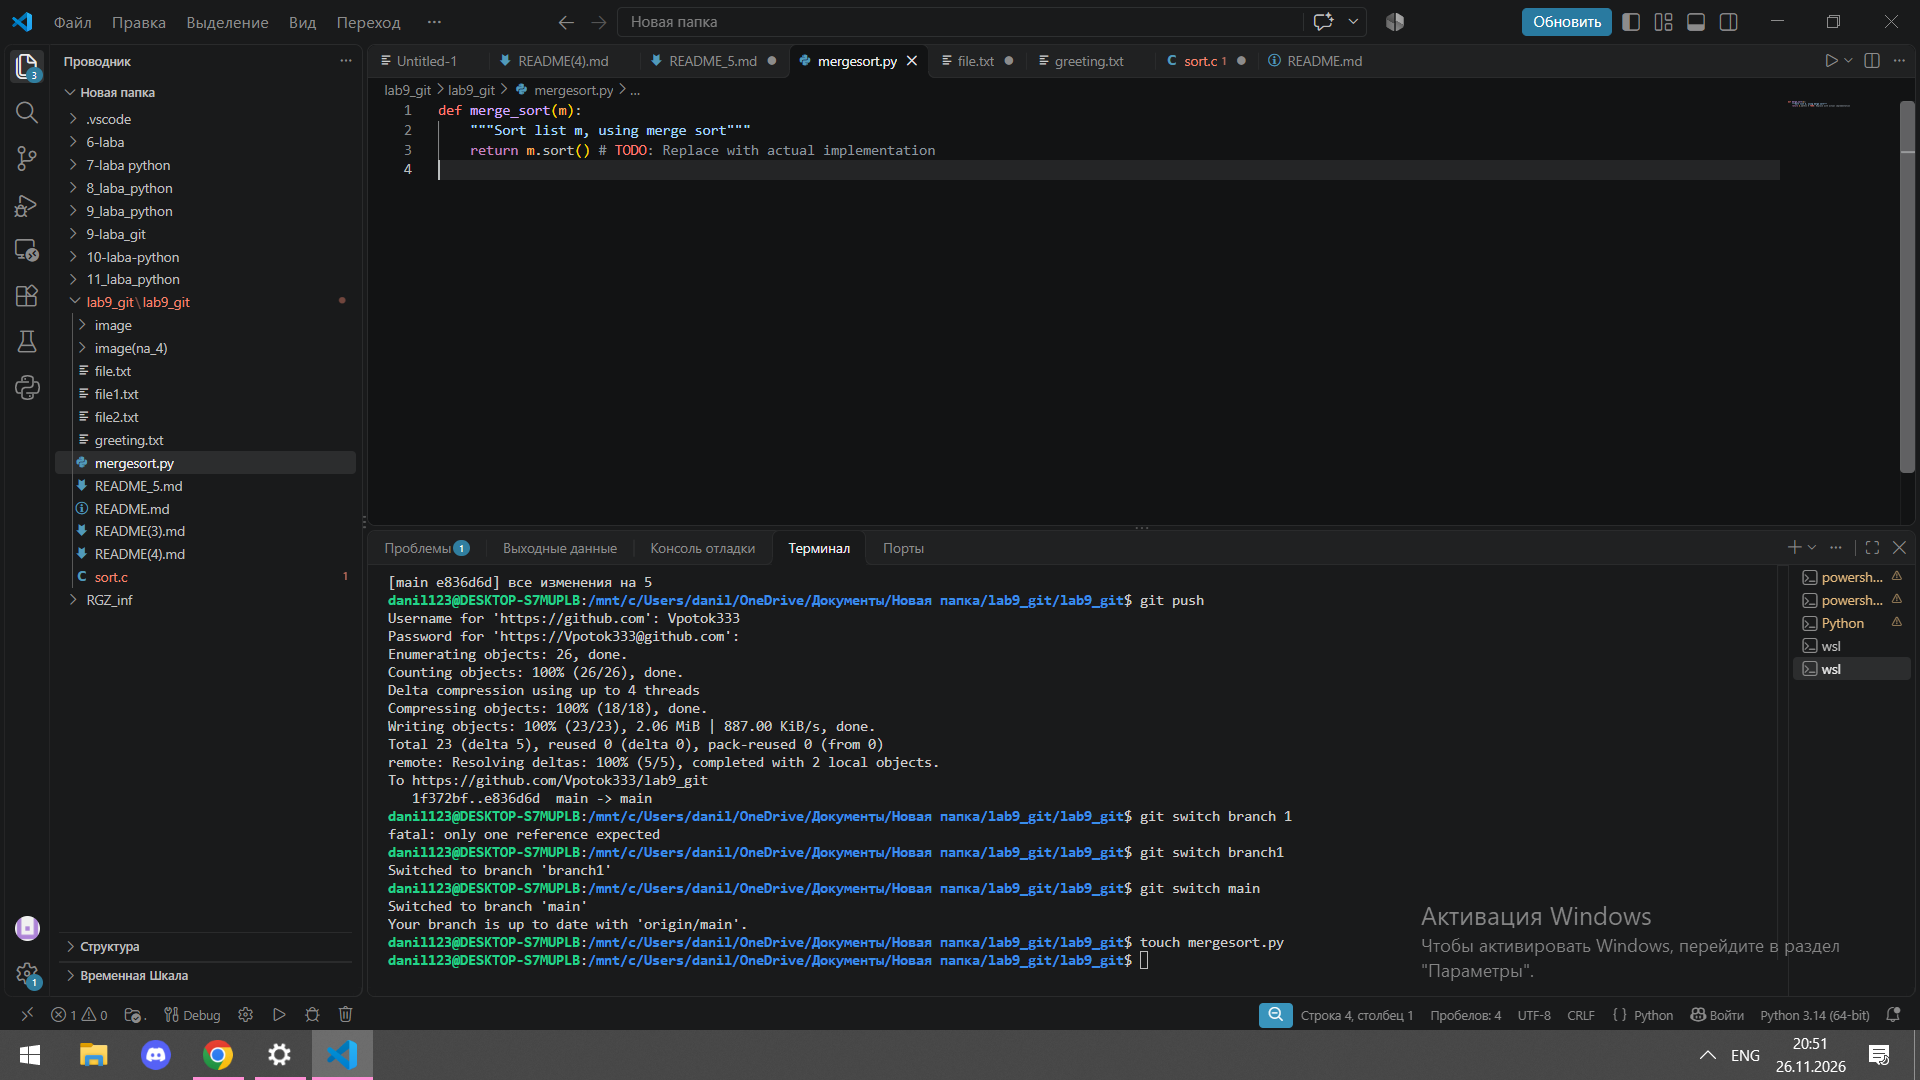 Файл Правка Выделение Вид Переход ··· Новая папка Обновить
Проводник ···
Новая папка
.vscode
6-laba
7-laba python
8_laba_python
9_laba_python
9-laba_git
10-laba-python
11_laba_python
lab9_git\lab9_git
image
image(na_4)
file.txt
file1.txt
file2.txt
greeting.txt
mergesort.py
README_5.md
README.md
README(3).md
README(4).md
C sort.c 1
RGZ_inf
Структура
Временная Шкала
3
1
Untitled-1 README(4).md README_5.md mergesort.py file.txt greeting.txt C sort.c 1 README.md
lab9_git > lab9_git > mergesort.py > ...
1 def merge_sort(m):
2 """Sort list m, using merge sort"""
3 return m.sort() # TODO: Replace with actual implementation
4
Проблемы 1 Выходные данные Консоль отладки Терминал Порты
[main e836d6d] все изменения на 5
danil123@DESKTOP-S7MUPLB:/mnt/c/Users/danil/OneDrive/Документы/Новая папка/lab9_git/lab9_git$ git push
Username for 'https://github.com': Vpotok333
Password for 'https://Vpotok333@github.com':
Enumerating objects: 26, done.
Counting objects: 100% (26/26), done.
Delta compression using up to 4 threads
Compressing objects: 100% (18/18), done.
Writing objects: 100% (23/23), 2.06 MiB | 887.00 KiB/s, done.
Total 23 (delta 5), reused 0 (delta 0), pack-reused 0 (from 0)
remote: Resolving deltas: 100% (5/5), completed with 2 local objects.
To https://github.com/Vpotok333/lab9_git
1f372bf..e836d6d  main -> main
danil123@DESKTOP-S7MUPLB:/mnt/c/Users/danil/OneDrive/Документы/Новая папка/lab9_git/lab9_git$ git switch branch 1
fatal: only one reference expected
danil123@DESKTOP-S7MUPLB:/mnt/c/Users/danil/OneDrive/Документы/Новая папка/lab9_git/lab9_git$ git switch branch1
Switched to branch 'branch1'
danil123@DESKTOP-S7MUPLB:/mnt/c/Users/danil/OneDrive/Документы/Новая папка/lab9_git/lab9_git$ git switch main
Switched to branch 'main'
Your branch is up to date with 'origin/main'.
danil123@DESKTOP-S7MUPLB:/mnt/c/Users/danil/OneDrive/Документы/Новая папка/lab9_git/lab9_git$ touch mergesort.py
danil123@DESKTOP-S7MUPLB:/mnt/c/Users/danil/OneDrive/Документы/Новая папка/lab9_git/lab9_git$
powersh...
powersh...
Python
wsl
wsl
Активация Windows
Чтобы активировать Windows, перейдите в раздел
"Параметры".
1 0 Debug Строка 4, столбец 1 Пробелов: 4 UTF-8 CRLF {} Python Войти Python 3.14 (64-bit)
ENG
20:51
26.11.2026